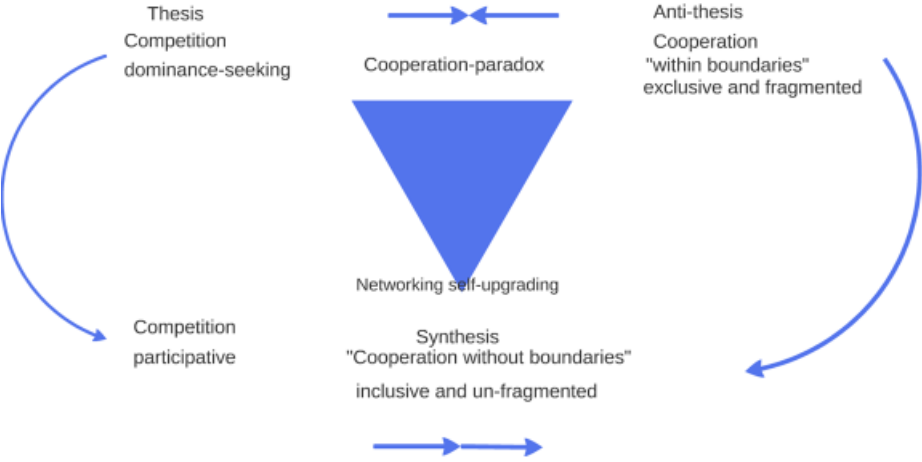 Thesis
Competition
dominance-seeking
Cooperation-paradox
Anti-thesis
Cooperation
"within boundaries"
exclusive and fragmented
Networking self-upgrading
Competition
participative
Synthesis
"Cooperation without boundaries"
inclusive and un-fragmented